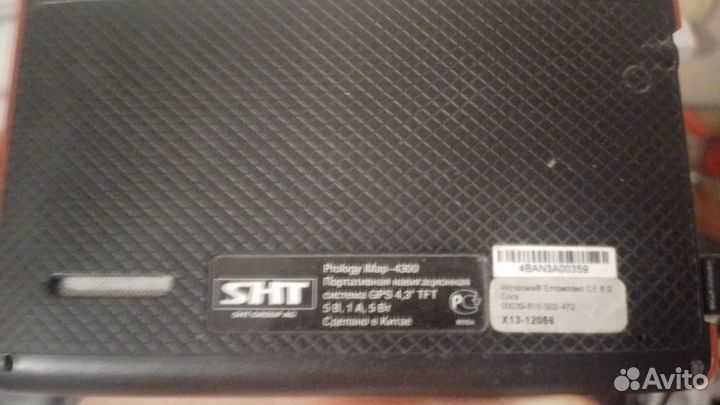 SHT
SHT-GROUP.AG
Prology iMap-4300
Портативная навигационная
система GPS 4,3" TFT
5 В, 1 А, 5 Вт
Сделано в Китае
4BAN3A00359
Windows® Embedded CE 6.0
Core
X13-12056
Avito